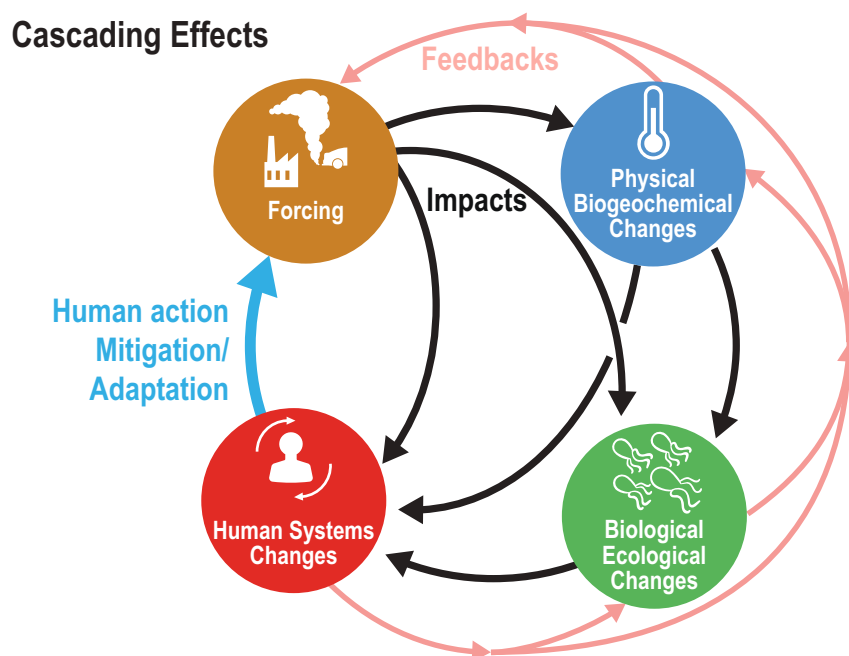 Cascading Effects
Feedbacks
Forcing
Impacts
Physical
Biogeochemical
Changes
Human action
Mitigation/
Adaptation
Human Systems
Changes
Biological
Ecological
Changes